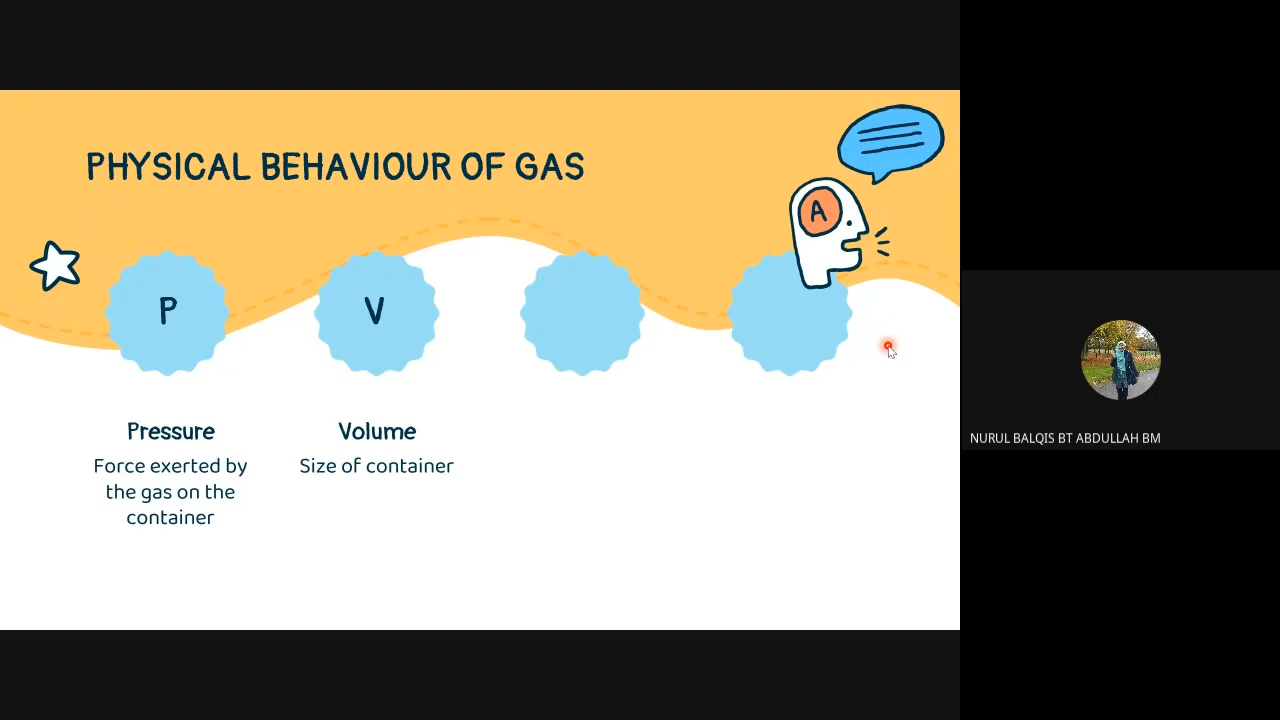 PHYSICAL BEHAVIOUR OF GAS
A
P
V
Pressure
Force exerted by
the gas on the
container
Volume
Size of container
NURUL BALQIS BT ABDULLAH BM